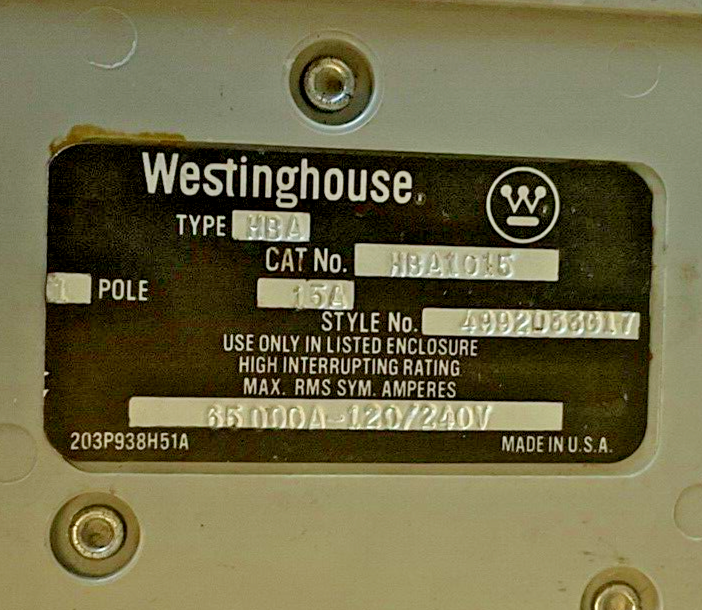 Westinghouse®
TYPE HBA
CAT No. HBA1015
1 POLE 15A
STYLE No.
USE ONLY IN LISTED ENCLOSURE
HIGH INTERRUPTING RATING
MAX. RMS SYM. AMPERES
65000A-120/240V
203P938H51A MADE IN U.S.A.